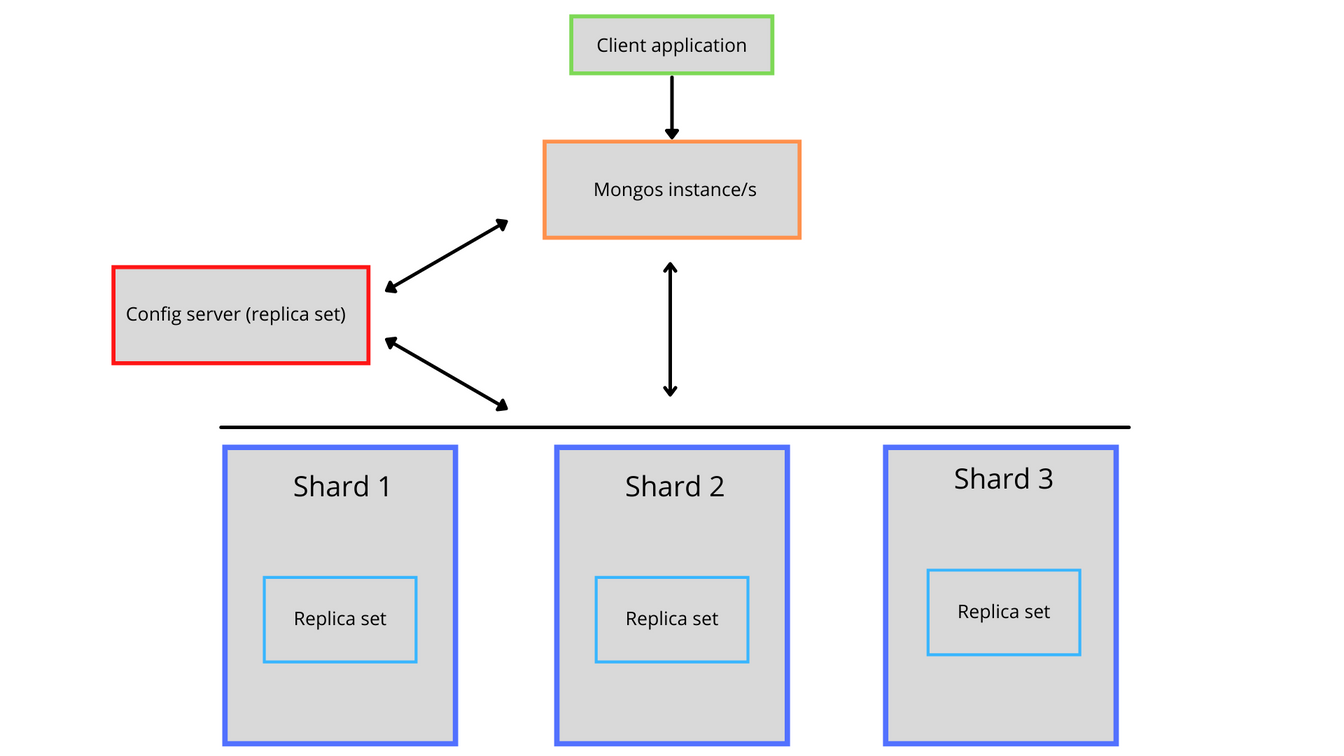 Client application
Mongos instance/s
Config server (replica set)
Shard 1
Shard 2
Shard 3
Replica set
Replica set
Replica set